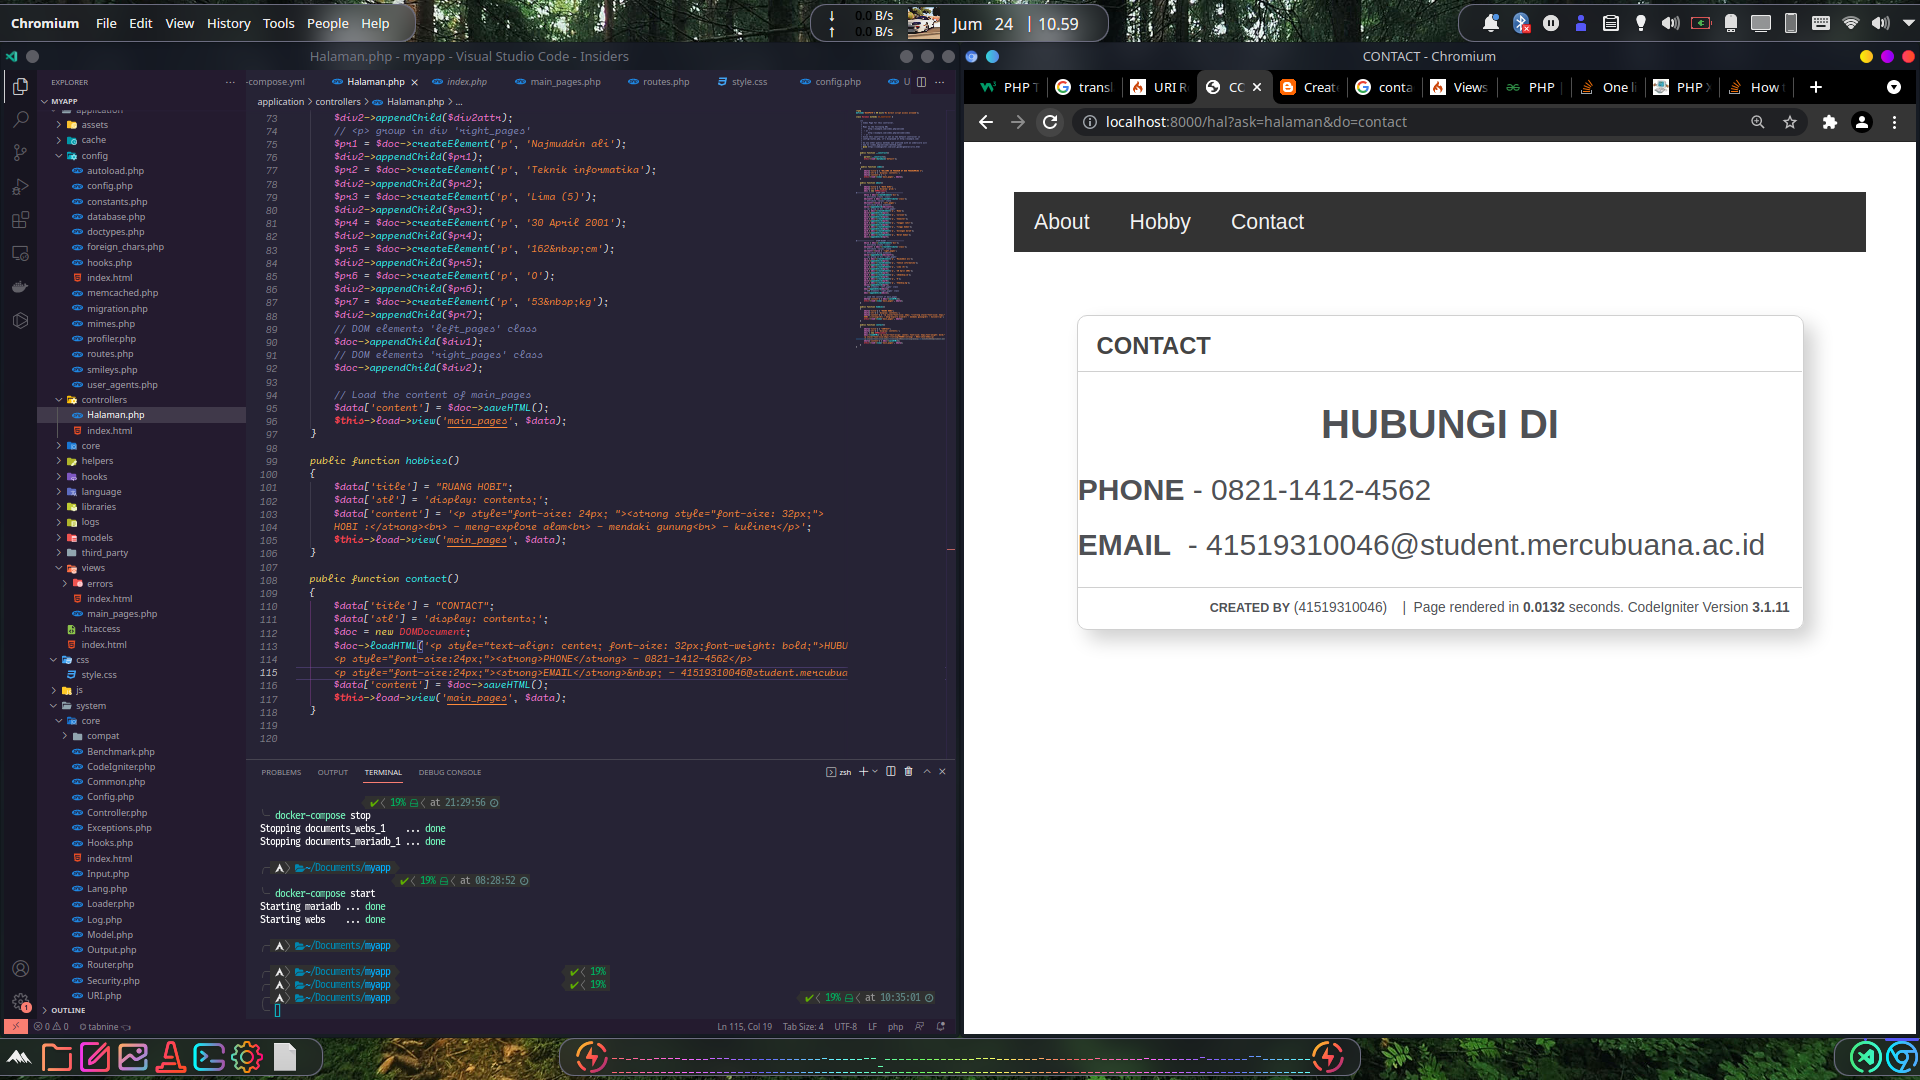 Chromium File Edit View History Tools People Help
0.0 B/s
0.0 B/s
Jum 24 | 10.59
Halaman.php - myapp - Visual Studio Code - Insiders
EXPLORER
MYAPP
application
assets
cache
config
autoload.php
config.php
constants.php
database.php
doctypes.php
foreign_chars.php
hooks.php
index.html
memcached.php
migration.php
mimes.php
profiler.php
routes.php
smileys.php
user_agents.php
controllers
Halaman.php
index.html
core
helpers
hooks
language
libraries
logs
models
third_party
views
errors
index.html
main_pages.php
.htaccess
index.html
css
style.css
js
system
core
compat
Benchmark.php
CodeIgniter.php
Common.php
Config.php
Controller.php
Exceptions.php
Hooks.php
index.html
Input.php
Lang.php
Loader.php
Log.php
Model.php
Output.php
Router.php
Security.php
URI.php
OUTLINE
-compose.yml Halaman.php index.php main_pages.php routes.php style.css config.php U
application > controllers > Halaman.php > ...
73 $div2->appendChild($div2attr);
74 // <p> group in div 'right_pages'
75 $pr1 = $doc->createElement('p', 'Najmuddin ali');
76 $div2->appendChild($pr1);
77 $pr2 = $doc->createElement('p', 'Teknik informatika');
78 $div2->appendChild($pr2);
79 $pr3 = $doc->createElement('p', 'Lima (5)');
80 $div2->appendChild($pr3);
81 $pr4 = $doc->createElement('p', '30 April 2001');
82 $div2->appendChild($pr4);
83 $pr5 = $doc->createElement('p', '162&nbsp;cm');
84 $div2->appendChild($pr5);
85 $pr6 = $doc->createElement('p', 'O');
86 $div2->appendChild($pr6);
87 $pr7 = $doc->createElement('p', '53&nbsp;kg');
88 $div2->appendChild($pr7);
89 // DOM elements 'left_pages' class
90 $doc->appendChild($div1);
91 // DOM elements 'right_pages' class
92 $doc->appendChild($div2);
93
94 // Load the content of main_pages
95 $data['content'] = $doc->saveHTML();
96 $this->load->view('main_pages', $data);
97 }
98
99 public function hobbies()
100 {
101 $data['title'] = "RUANG HOBI";
102 $data['stl'] = 'display: contents;';
103 $data['content'] = '<p style="font-size: 24px; "><strong style="font-size: 32px;">
104 HOBI :</strong><br> - meng-explore alam<br> - mendaki gunung<br> - kuliner</p>';
105 $this->load->view('main_pages', $data);
106 }
107
108 public function contact()
109 {
110 $data['title'] = "CONTACT";
111 $data['stl'] = 'display: contents;';
112 $doc = new DOMDocument;
113 $doc->loadHTML('<p style="text-align: center; font-size: 32px;font-weight: bold;">HUBU
114 <p style="font-size:24px;"><strong>PHONE</strong> - 0821-1412-4562</p>
115 <p style="font-size:24px;"><strong>EMAIL</strong>&nbsp; - 41519310046@student.mercubua
116 $data['content'] = $doc->saveHTML();
117 $this->load->view('main_pages', $data);
118 }
119
120
PROBLEMS OUTPUT TERMINAL DEBUG CONSOLE zsh
19% at 21:29:56
docker-compose stop
Stopping documents_webs_1 ... done
Stopping documents_mariadb_1 ... done
~/Documents/myapp
19% at 08:28:52
docker-compose start
Starting mariadb ... done
Starting webs ... done
~/Documents/myapp
~/Documents/myapp 19%
~/Documents/myapp 19%
~/Documents/myapp 19% at 10:35:01
0 0 tabnine Ln 115, Col 19 Tab Size: 4 UTF-8 LF php
1
CONTACT - Chromium
PHP T transl URI R CC Create conta Views PHP One li PHP How t
localhost:8000/hal?ask=halaman&do=contact
About Hobby Contact
CONTACT
HUBUNGI DI
PHONE - 0821-1412-4562
EMAIL - 41519310046@student.mercubuana.ac.id
CREATED BY (41519310046) | Page rendered in 0.0132 seconds. CodeIgniter Version 3.1.11